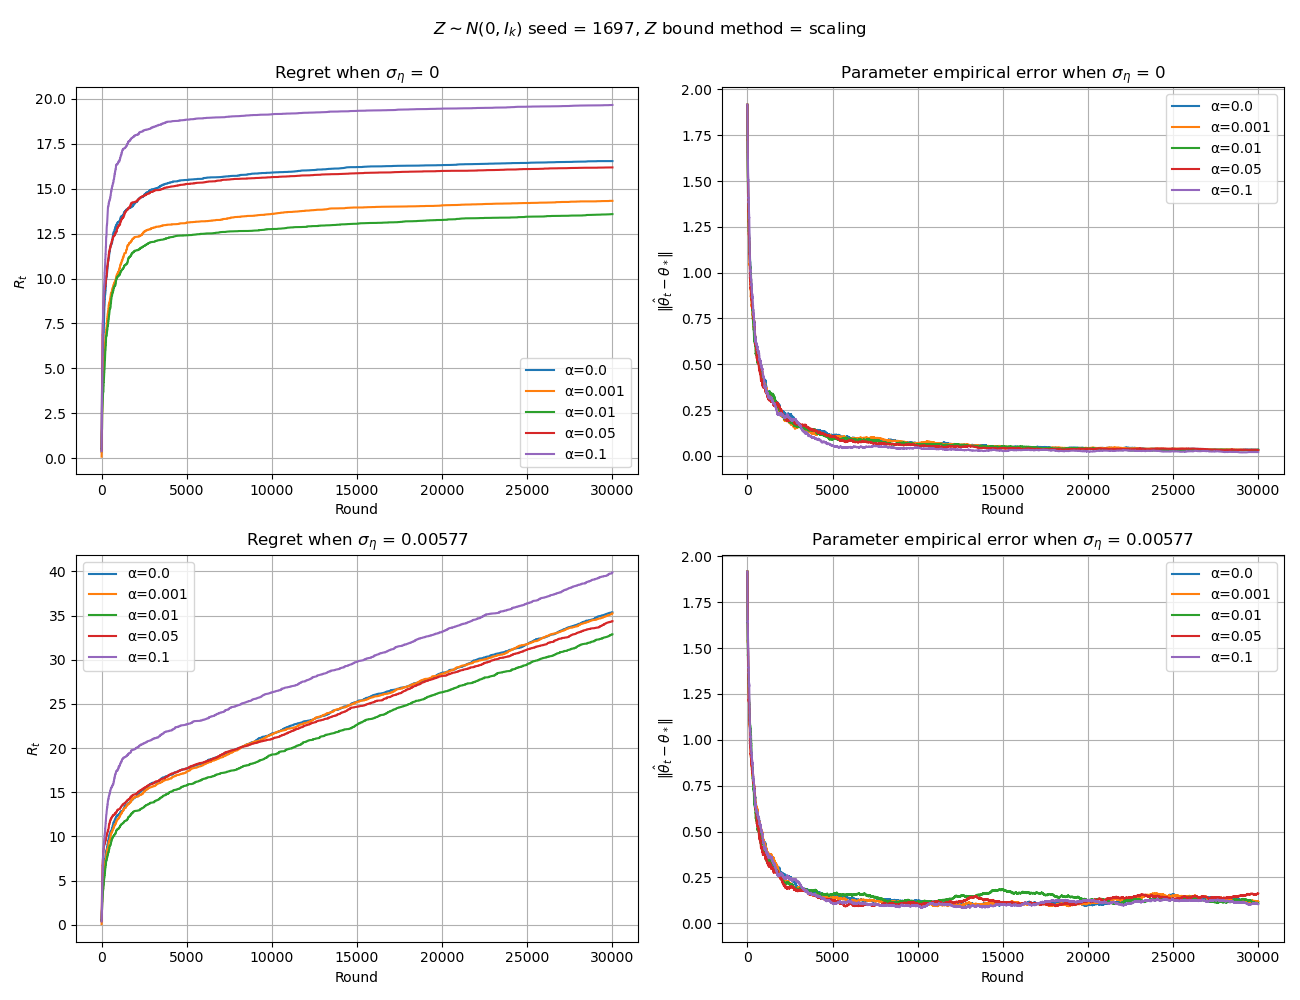 Z ~ N(0, I_k) seed = 1697, Z bound method = scaling
Regret when σ_η = 0
R_t
20.0
17.5
15.0
12.5
10.0
7.5
5.0
2.5
0.0
α=0.0
α=0.001
α=0.01
α=0.05
α=0.1
0 5000 10000 15000 20000 25000 30000
Round
Parameter empirical error when σ_η = 0
‖θ̂_t − θ_*‖
2.00
1.75
1.50
1.25
1.00
0.75
0.50
0.25
0.00
α=0.0
α=0.001
α=0.01
α=0.05
α=0.1
0 5000 10000 15000 20000 25000 30000
Round
Regret when σ_η = 0.00577
R_t
40
35
30
25
20
15
10
5
0
α=0.0
α=0.001
α=0.01
α=0.05
α=0.1
0 5000 10000 15000 20000 25000 30000
Round
Parameter empirical error when σ_η = 0.00577
‖θ̂_t − θ_*‖
2.00
1.75
1.50
1.25
1.00
0.75
0.50
0.25
0.00
α=0.0
α=0.001
α=0.01
α=0.05
α=0.1
0 5000 10000 15000 20000 25000 30000
Round